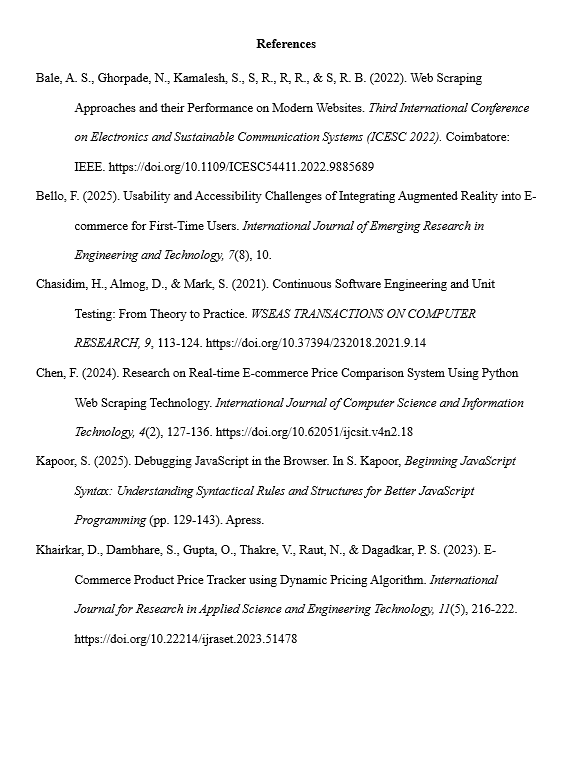 References
Bale, A. S., Ghorpade, N., Kamalesh, S., S, R., R, R., & S, R. B. (2022). Web Scraping
Approaches and their Performance on Modern Websites. Third International Conference
on Electronics and Sustainable Communication Systems (ICESC 2022). Coimbatore:
IEEE. https://doi.org/10.1109/ICESC54411.2022.9885689
Bello, F. (2025). Usability and Accessibility Challenges of Integrating Augmented Reality into E-
commerce for First-Time Users. International Journal of Emerging Research in
Engineering and Technology, 7(8), 10.
Chasidim, H., Almog, D., & Mark, S. (2021). Continuous Software Engineering and Unit
Testing: From Theory to Practice. WSEAS TRANSACTIONS ON COMPUTER
RESEARCH, 9, 113-124. https://doi.org/10.37394/232018.2021.9.14
Chen, F. (2024). Research on Real-time E-commerce Price Comparison System Using Python
Web Scraping Technology. International Journal of Computer Science and Information
Technology, 4(2), 127-136. https://doi.org/10.62051/ijcsit.v4n2.18
Kapoor, S. (2025). Debugging JavaScript in the Browser. In S. Kapoor, Beginning JavaScript
Syntax: Understanding Syntactical Rules and Structures for Better JavaScript
Programming (pp. 129-143). Apress.
Khairkar, D., Dambhare, S., Gupta, O., Thakre, V., Raut, N., & Dagadkar, P. S. (2023). E-
Commerce Product Price Tracker using Dynamic Pricing Algorithm. International
Journal for Research in Applied Science and Engineering Technology, 11(5), 216-222.
https://doi.org/10.22214/ijraset.2023.51478